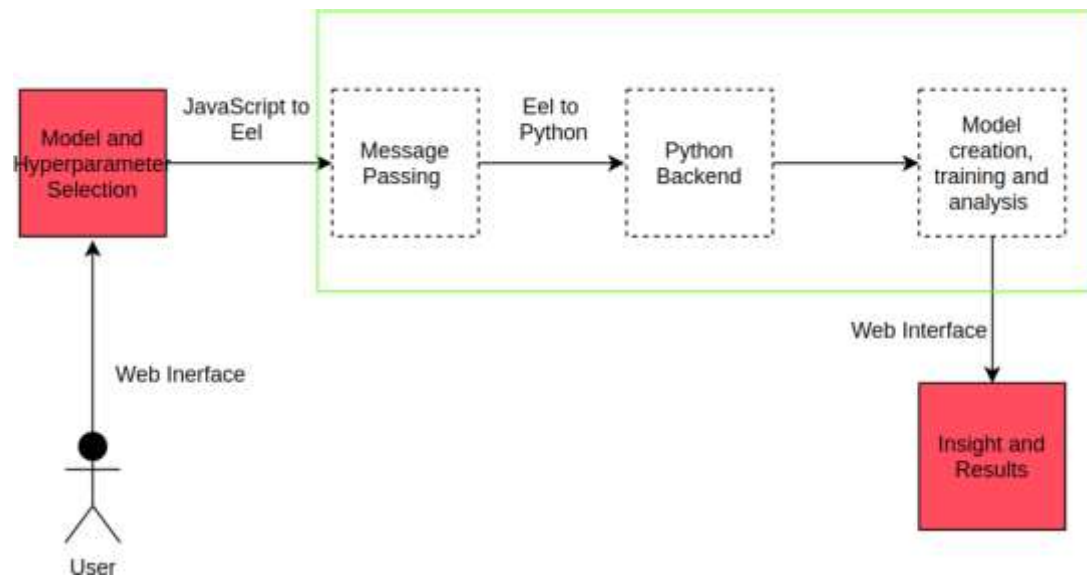 JavaScript to
Eel
Eel to
Python
Model and
Hyperparameter
Selection
Message
Passing
Python
Backend
Model
creation,
training and
analysis
Web Interface
Web Inerface
Insight and
Results
User